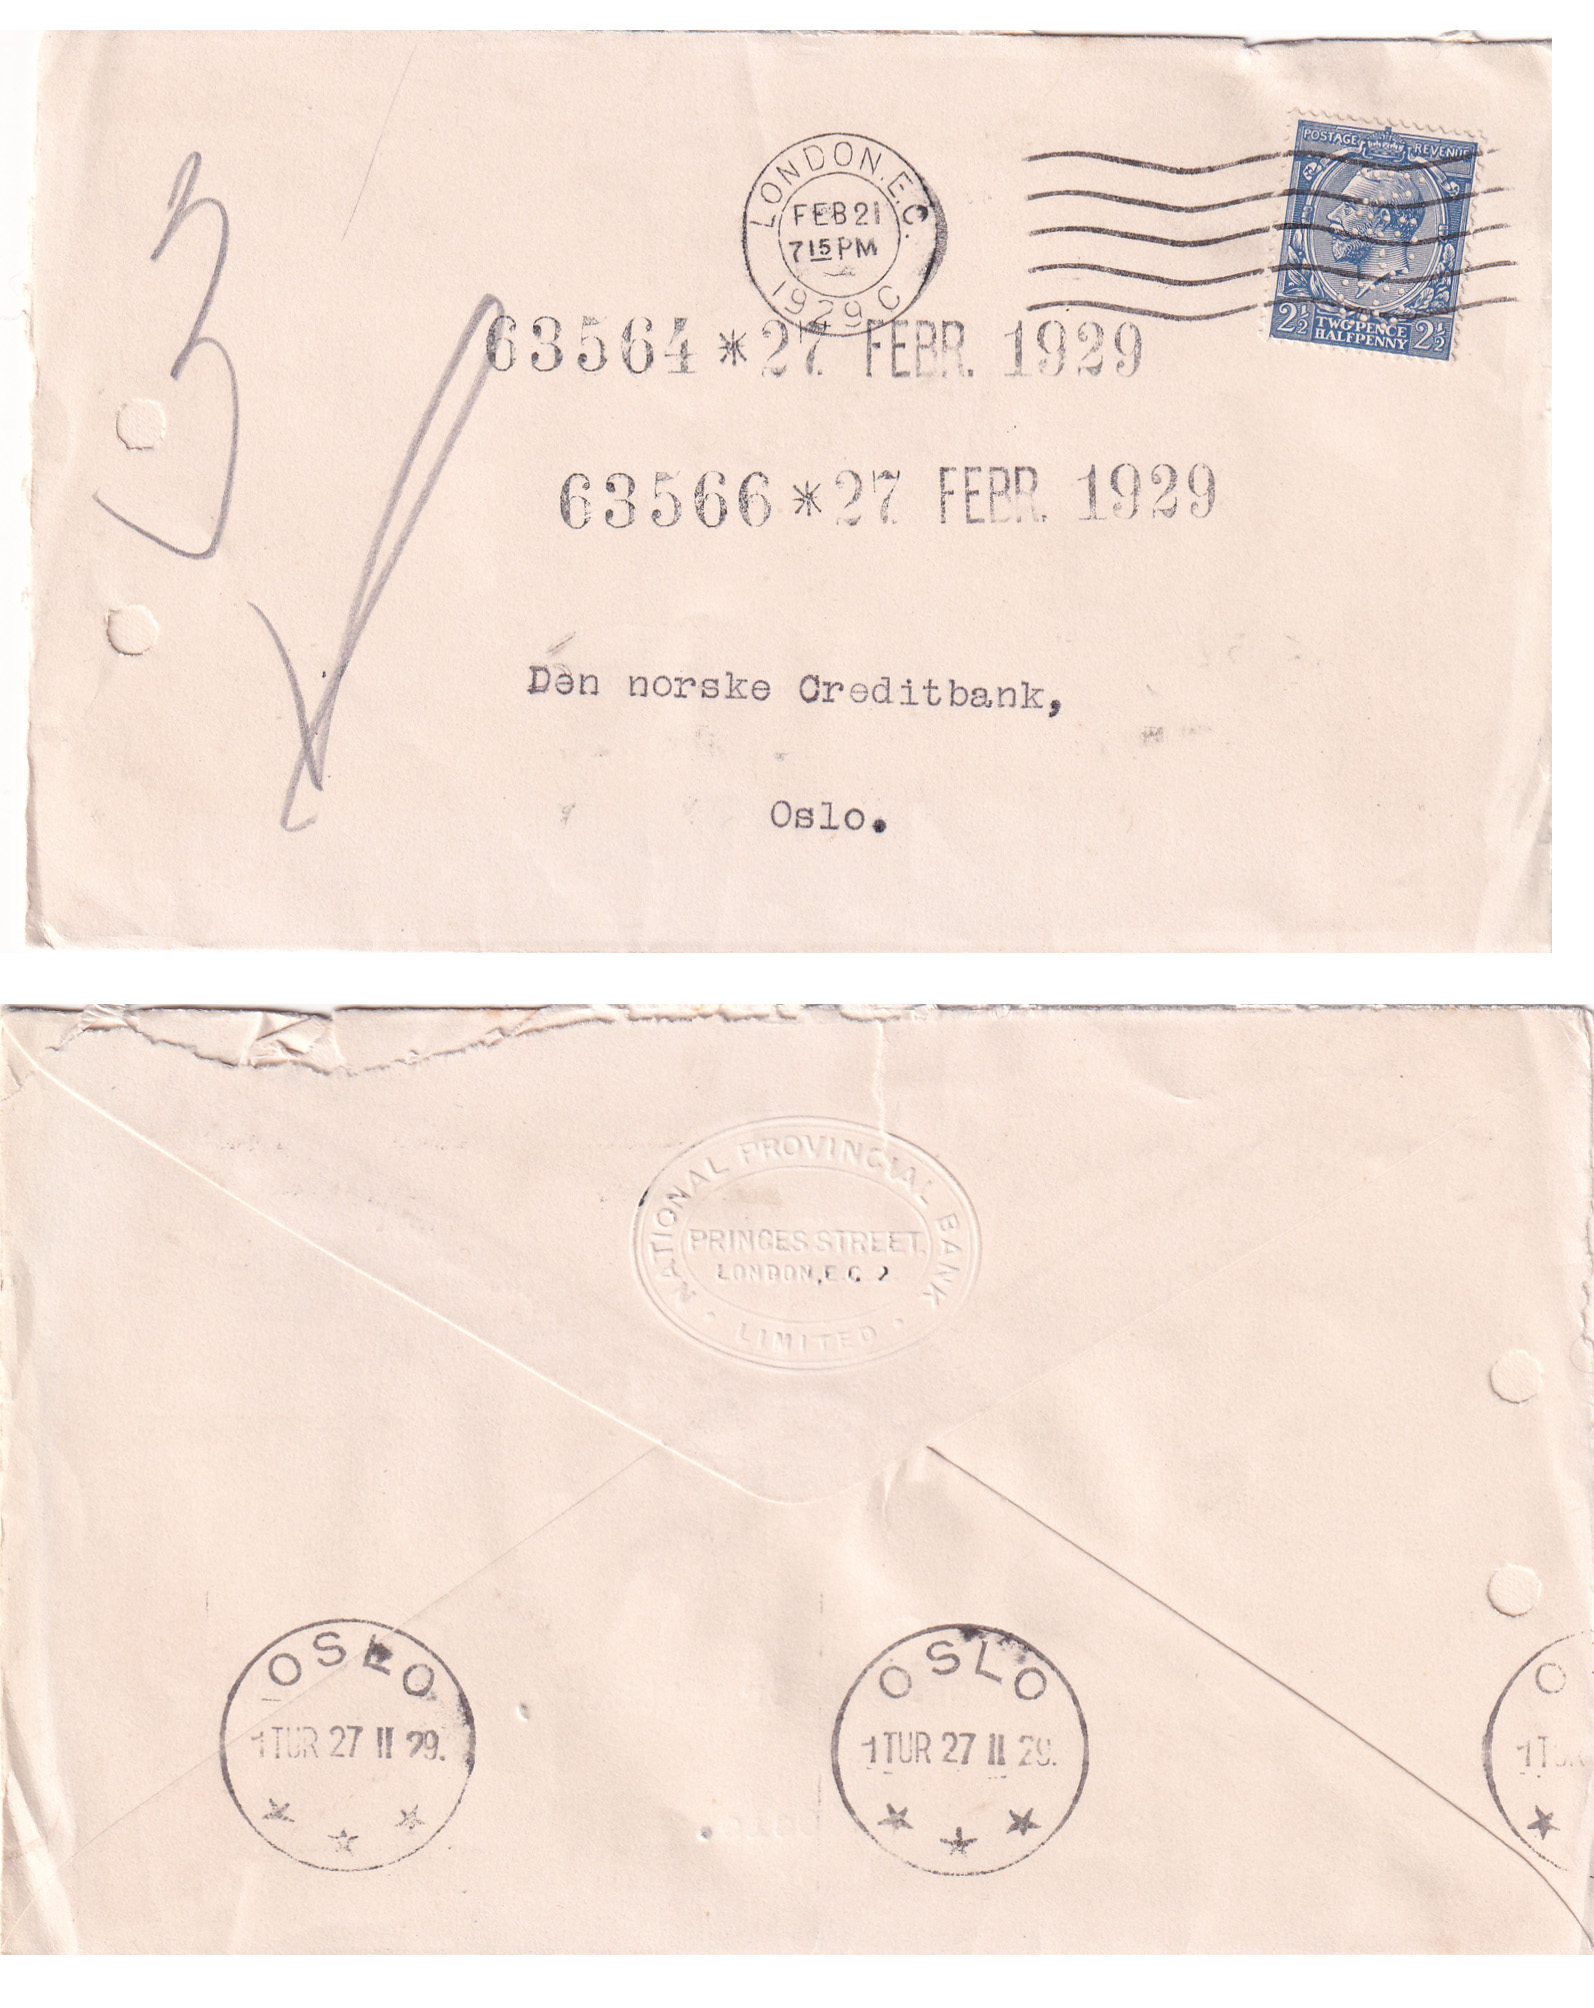 3
LONDON.E.C.
FEB 21
7 15 PM
1929 C
POSTAGE REVENUE
2½ TWO PENCE HALFPENNY 2½
63564 * 27 FEBR. 1929
63566 * 27 FEBR. 1929
Den norske Creditbank,
Oslo.
NATIONAL PROVINCIAL BANK
PRINCES STREET.
LONDON, E.C. 2
LIMITED
OSLO
1 TUR 27 II 29.
OSLO
1 TUR 27 II 29.
O
1 TUR